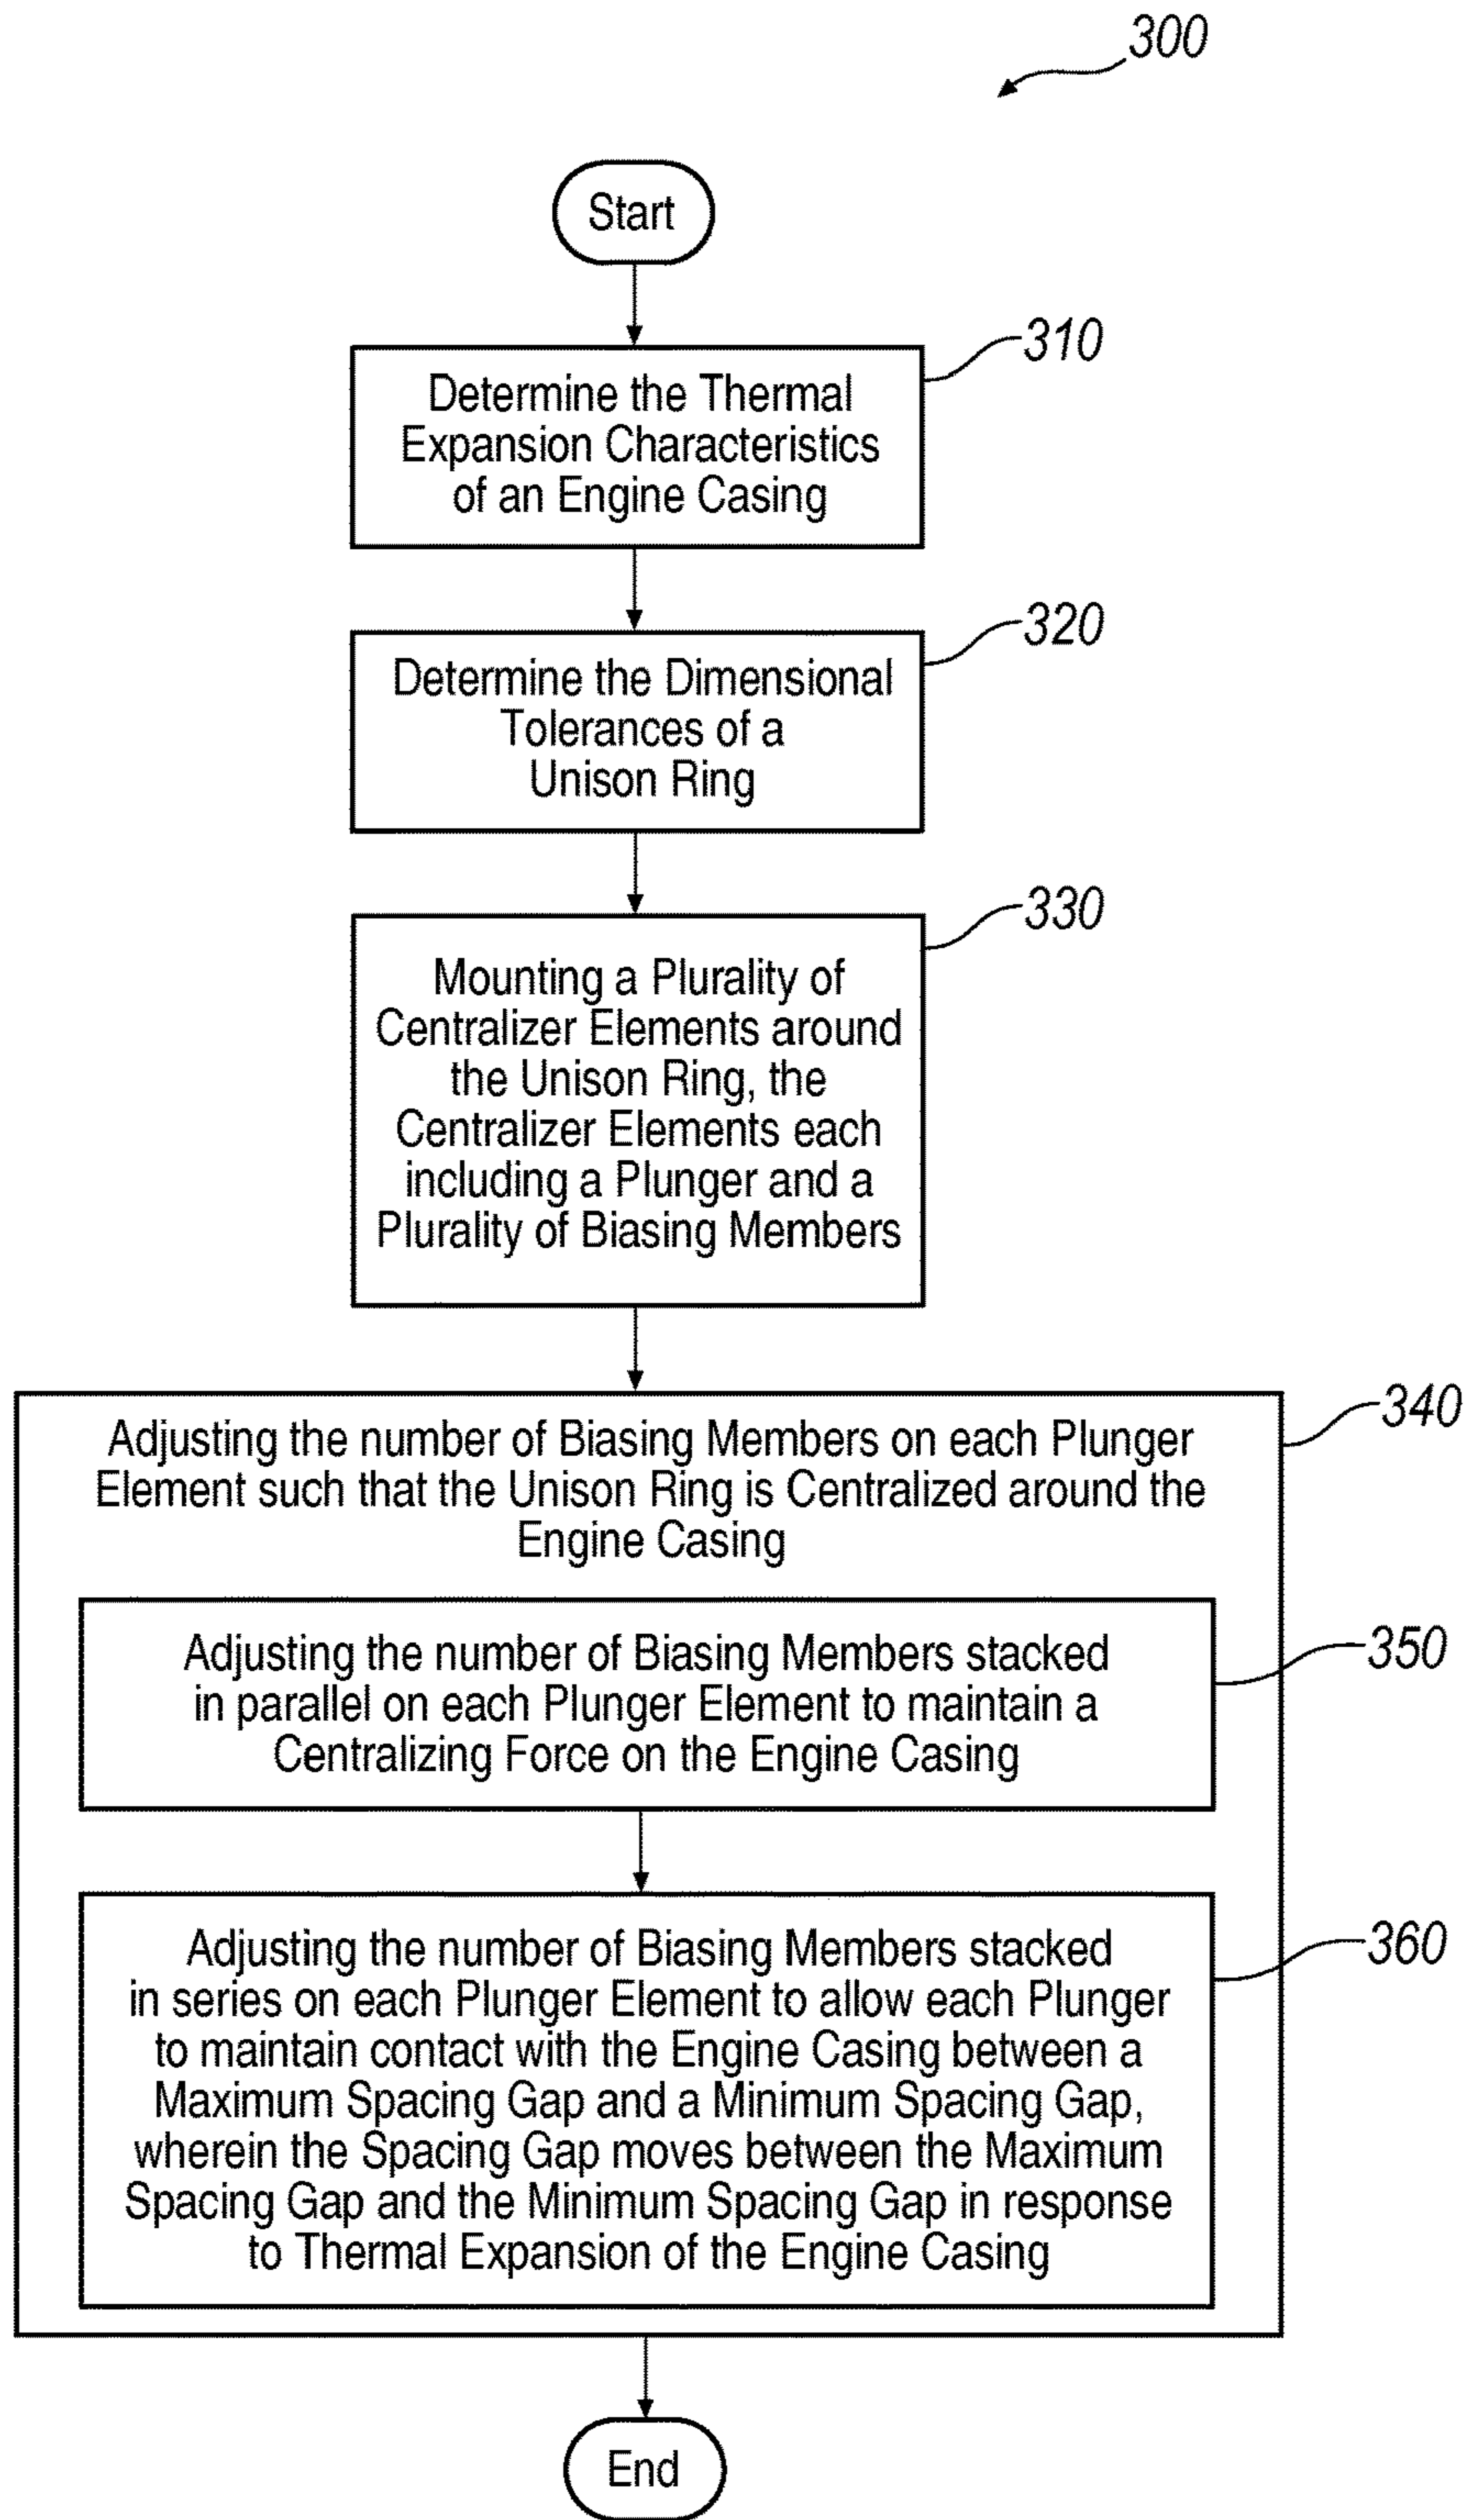 300
Start
310
Determine the Thermal
Expansion Characteristics
of an Engine Casing
320
Determine the Dimensional
Tolerances of a
Unison Ring
330
Mounting a Plurality of
Centralizer Elements around
the Unison Ring, the
Centralizer Elements each
including a Plunger and a
Plurality of Biasing Members
340
Adjusting the number of Biasing Members on each Plunger
Element such that the Unison Ring is Centralized around the
Engine Casing
350
Adjusting the number of Biasing Members stacked
in parallel on each Plunger Element to maintain a
Centralizing Force on the Engine Casing
360
Adjusting the number of Biasing Members stacked
in series on each Plunger Element to allow each Plunger
to maintain contact with the Engine Casing between a
Maximum Spacing Gap and a Minimum Spacing Gap,
wherein the Spacing Gap moves between the Maximum
Spacing Gap and the Minimum Spacing Gap in response
to Thermal Expansion of the Engine Casing
End